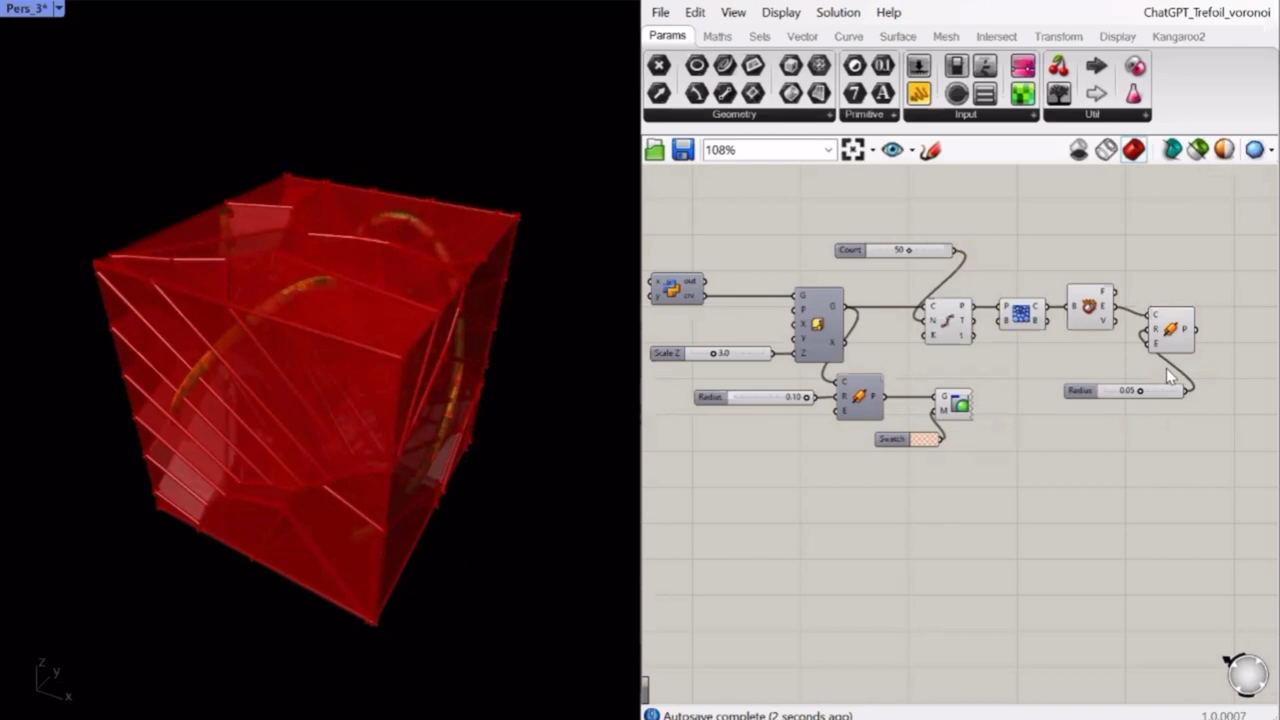 Pers_3*
File Edit View Display Solution Help
ChatGPT_Trefoil_voronoi
Params Maths Sets Vector Curve Surface Mesh Intersect Transform Display Kangaroo2
Geometry Primitive Input Util
108%
Count 50
x out
y crv
G
P
X
Y
Z
G
X
Scale Z 3.0
C P
N T
K t
P C
B B
B F
E
V
C
R P
E
Radius 0.05
Radius 0.10
C
R P
E
G
M
Swatch
z
y
x
Autosave complete (2 seconds ago)
1.0.0007